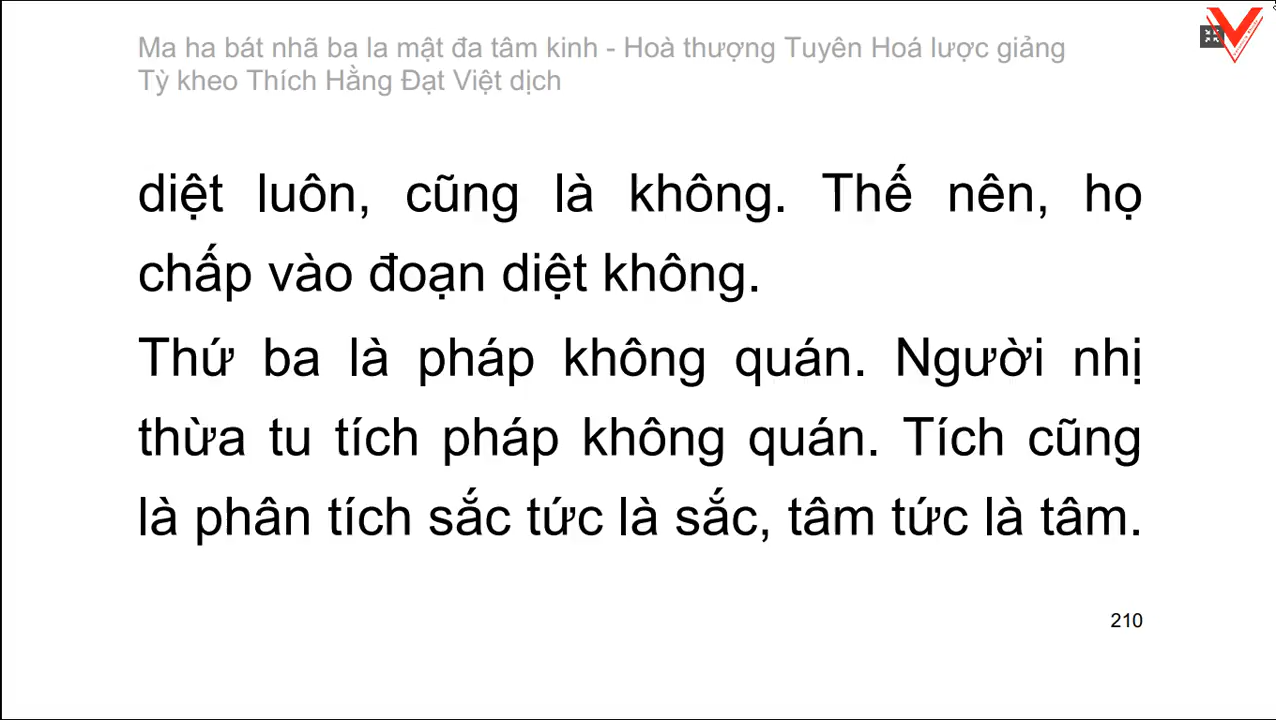 Ma ha bát nhã ba la mật đa tâm kinh - Hoà thượng Tuyên Hoá lược giảng
Tỳ kheo Thích Hằng Đạt Việt dịch
diệt luôn, cũng là không. Thế nên, họ
chấp vào đoạn diệt không.
Thứ ba là pháp không quán. Người nhị
thừa tu tích pháp không quán. Tích cũng
là phân tích sắc tức là sắc, tâm tức là tâm.
210